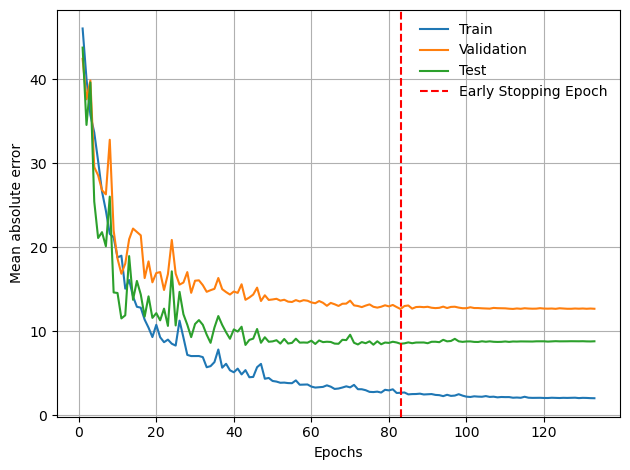 Train
Validation
Test
Early Stopping Epoch
Mean absolute error
40
30
20
10
0
0 20 40 60 80 100 120
Epochs